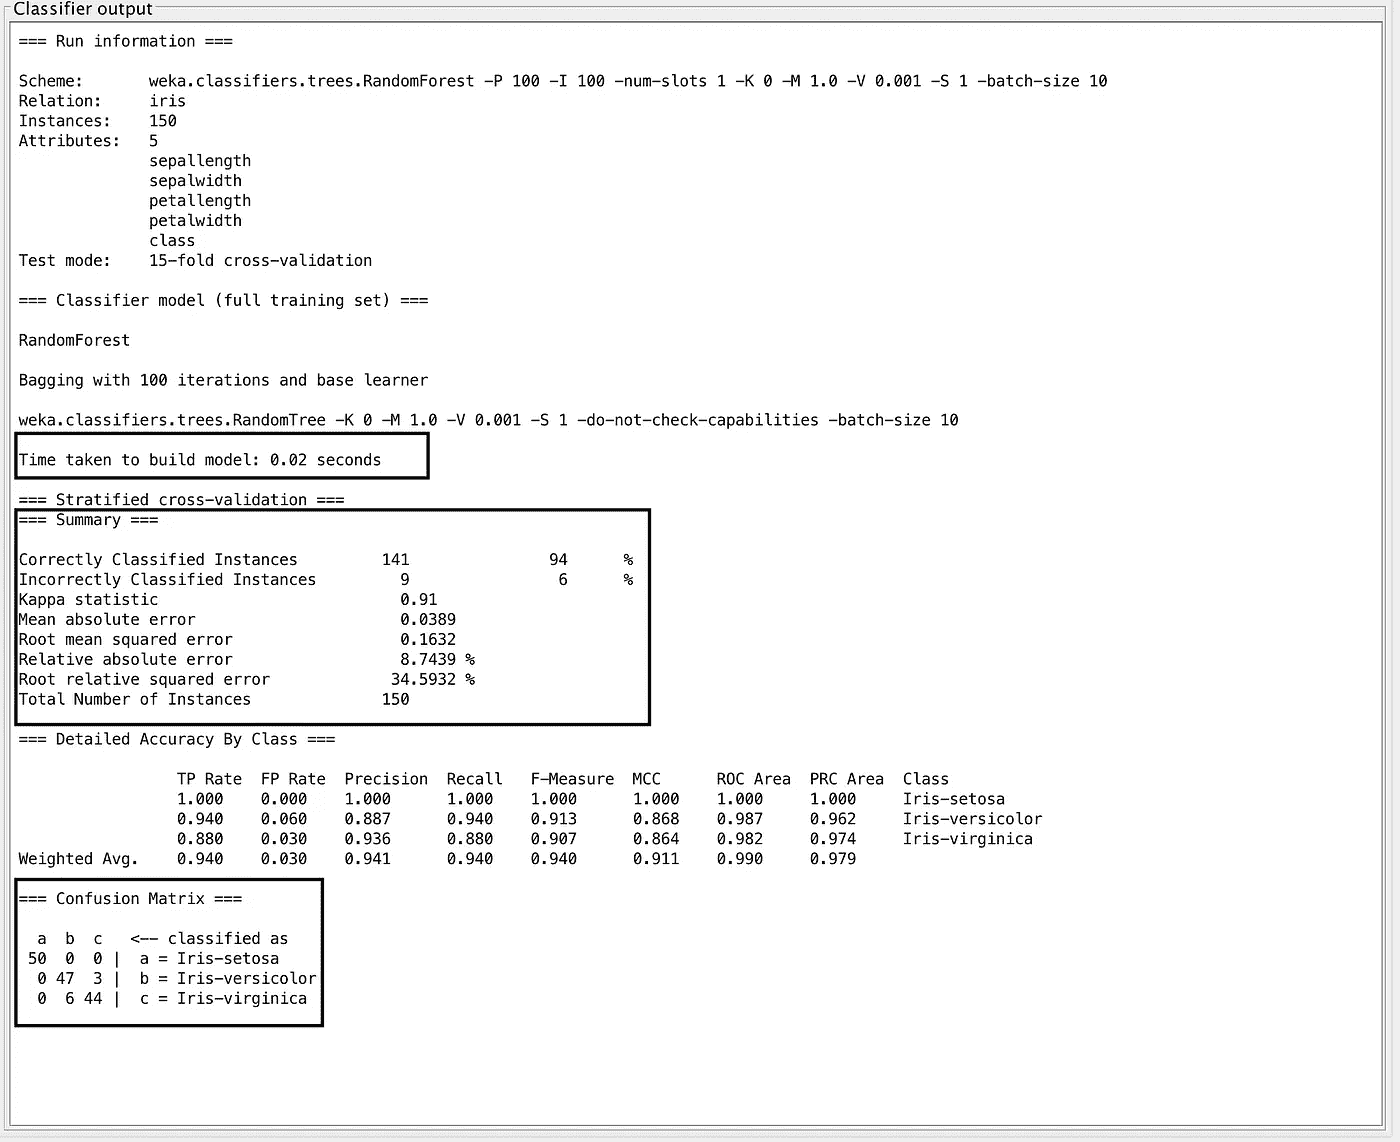 Classifier output
=== Run information ===
Scheme: weka.classifiers.trees.RandomForest -P 100 -I 100 -num-slots 1 -K 0 -M 1.0 -V 0.001 -S 1 -batch-size 10
Relation: iris
Instances: 150
Attributes: 5
sepallength
sepalwidth
petallength
petalwidth
class
Test mode: 15-fold cross-validation
=== Classifier model (full training set) ===
RandomForest
Bagging with 100 iterations and base learner
weka.classifiers.trees.RandomTree -K 0 -M 1.0 -V 0.001 -S 1 -do-not-check-capabilities -batch-size 10
Time taken to build model: 0.02 seconds
=== Stratified cross-validation ===
=== Summary ===
Correctly Classified Instances 141 94 %
Incorrectly Classified Instances 9 6 %
Kappa statistic 0.91
Mean absolute error 0.0389
Root mean squared error 0.1632
Relative absolute error 8.7439 %
Root relative squared error 34.5932 %
Total Number of Instances 150
=== Detailed Accuracy By Class ===
TP Rate FP Rate Precision Recall F-Measure MCC ROC Area PRC Area Class
1.000 0.000 1.000 1.000 1.000 1.000 1.000 1.000 Iris-setosa
0.940 0.060 0.887 0.940 0.913 0.868 0.987 0.962 Iris-versicolor
0.880 0.030 0.936 0.880 0.907 0.864 0.982 0.974 Iris-virginica
Weighted Avg. 0.940 0.030 0.941 0.940 0.940 0.911 0.990 0.979
=== Confusion Matrix ===
a b c <-- classified as
50 0 0 | a = Iris-setosa
0 47 3 | b = Iris-versicolor
0 6 44 | c = Iris-virginica